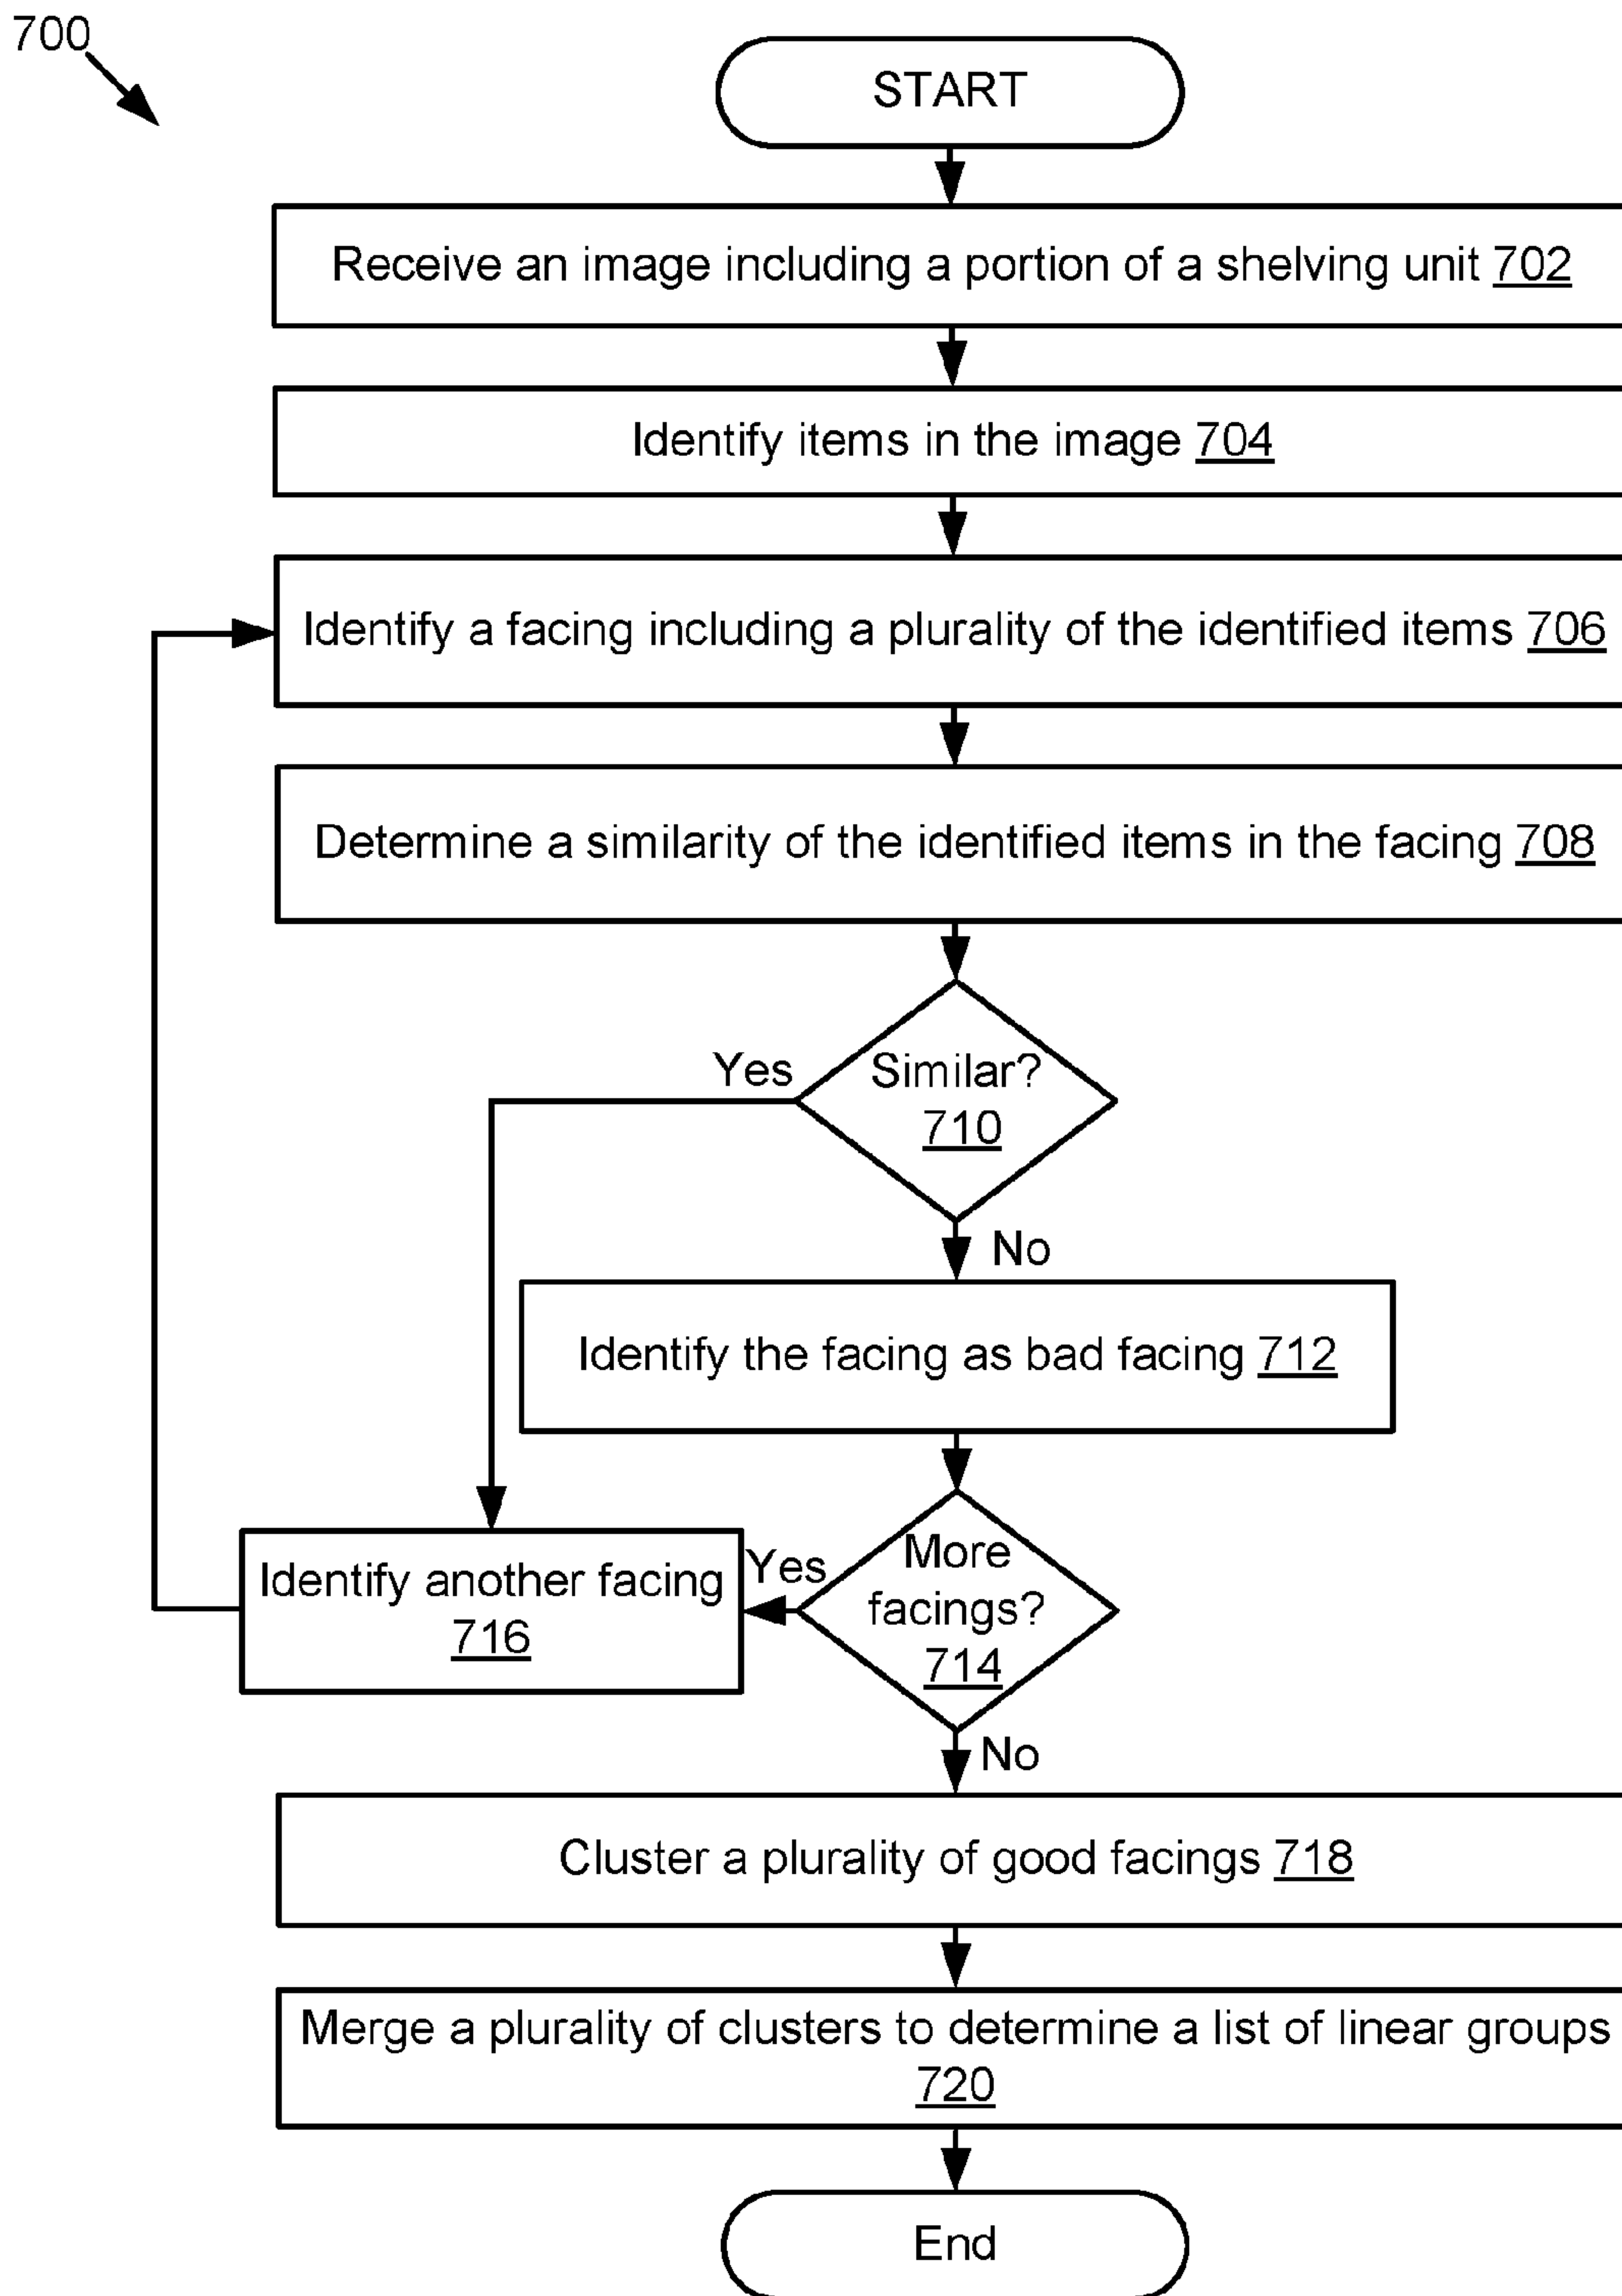 700
START
Receive an image including a portion of a shelving unit 702
Identify items in the image 704
Identify a facing including a plurality of the identified items 706
Determine a similarity of the identified items in the facing 708
Yes
Similar?
710
No
Identify the facing as bad facing 712
Identify another facing
716
Yes
More
facings?
714
No
Cluster a plurality of good facings 718
Merge a plurality of clusters to determine a list of linear groups
720
End